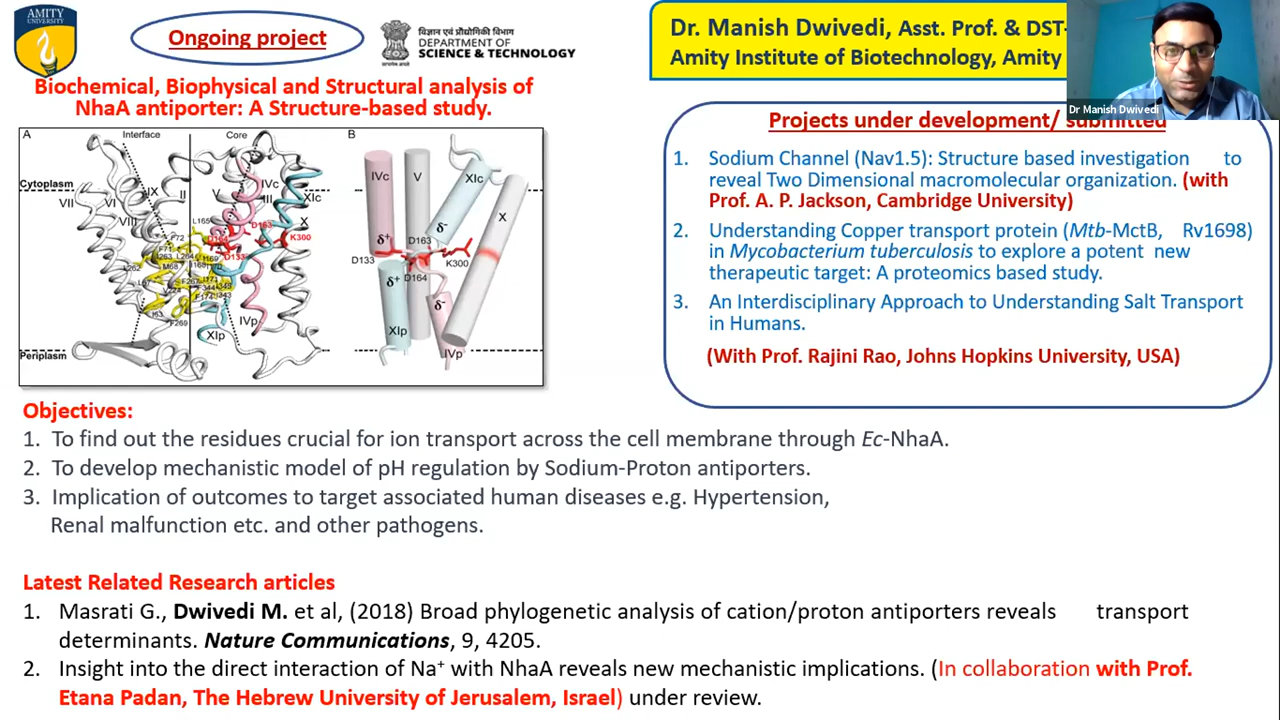 AMITY
UNIVERSITY
Ongoing project
विज्ञान एवं प्रौद्योगिकी विभाग
DEPARTMENT OF
SCIENCE & TECHNOLOGY
Dr. Manish Dwivedi, Asst. Prof. & DST-
Amity Institute of Biotechnology, Amity
Dr Manish Dwivedi
Biochemical, Biophysical and Structural analysis of
NhaA antiporter: A Structure-based study.
A Interface Core
Cytoplasm
VII VI IX II V IVc III XIc
VIII X
L165 D163 K300
F72 D133
F71
L262 L264 H69
M68
F269
IVp
XIp
Periplasm
B
IVc V XIc X
δ+ D163 δ-
D133 K300
δ+ D164
δ-
XIp
IVp
Projects under development/ submitted
1. Sodium Channel (Nav1.5): Structure based investigation to
reveal Two Dimensional macromolecular organization. (with
Prof. A. P. Jackson, Cambridge University)
2. Understanding Copper transport protein (Mtb-MctB, Rv1698)
in Mycobacterium tuberculosis to explore a potent new
therapeutic target: A proteomics based study.
3. An Interdisciplinary Approach to Understanding Salt Transport
in Humans.
(With Prof. Rajini Rao, Johns Hopkins University, USA)
Objectives:
1. To find out the residues crucial for ion transport across the cell membrane through Ec-NhaA.
2. To develop mechanistic model of pH regulation by Sodium-Proton antiporters.
3. Implication of outcomes to target associated human diseases e.g. Hypertension,
Renal malfunction etc. and other pathogens.
Latest Related Research articles
1. Masrati G., Dwivedi M. et al, (2018) Broad phylogenetic analysis of cation/proton antiporters reveals transport
determinants. Nature Communications, 9, 4205.
2. Insight into the direct interaction of Na⁺ with NhaA reveals new mechanistic implications. (In collaboration with Prof.
Etana Padan, The Hebrew University of Jerusalem, Israel) under review.